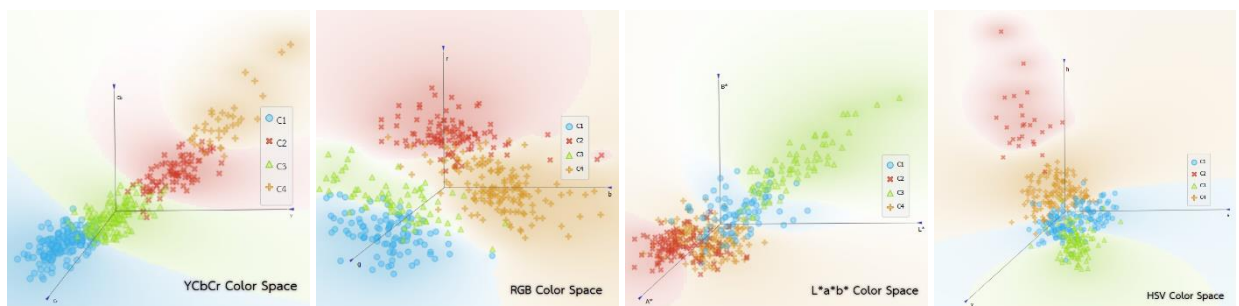 C1
C2
C3
C4
YCbCr Color Space
r
b
g
C1
C2
C3
C4
RGB Color Space
B*
L*
A*
C1
C2
C3
C4
L*a*b* Color Space
h
C1
C2
C3
C4
HSV Color Space